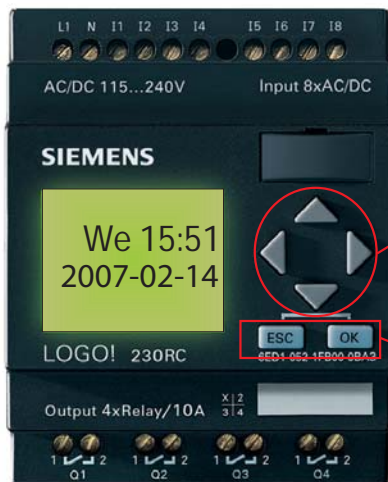 L1 N I1 I2 I3 I4 I5 I6 I7 I8
AC/DC 115...240V Input 8xAC/DC
SIEMENS
We 15:51
2007-02-14
ESC OK
LOGO! 230RC 6ED1 052-1FB00-0BA3
Output 4xRelay/10A X 2
3 4
1 2 1 2 1 2 1 2
Q1 Q2 Q3 Q4